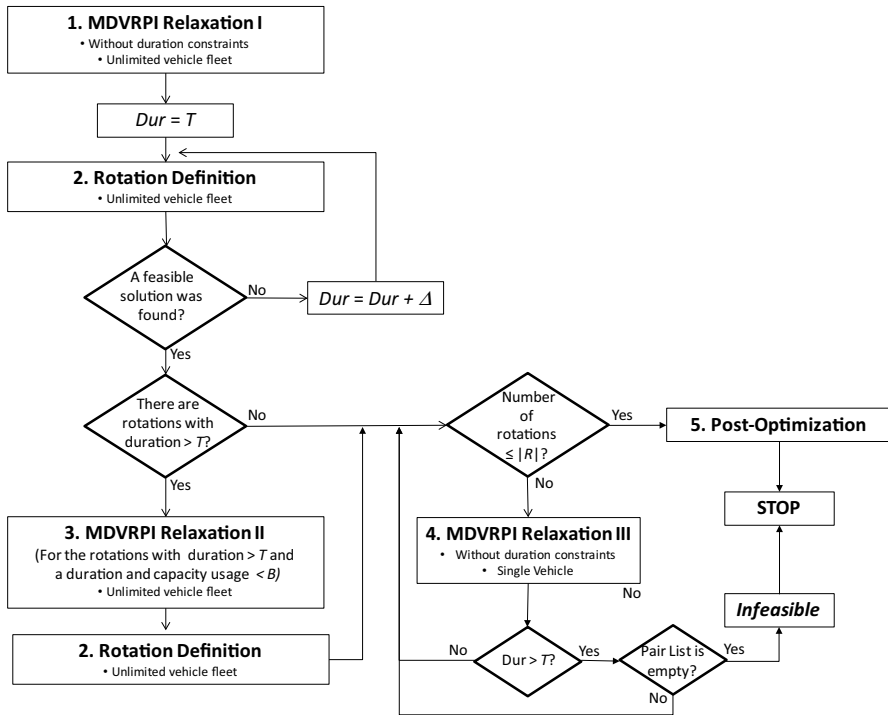 1. MDVRPI Relaxation I
• Without duration constraints
• Unlimited vehicle fleet
Dur = T
2. Rotation Definition
• Unlimited vehicle fleet
A feasible
solution was
found?
No
Dur = Dur + Δ
Yes
There are
rotations with
duration > T?
No
Yes
3. MDVRPI Relaxation II
(For the rotations with duration > T and
a duration and capacity usage < B)
• Unlimited vehicle fleet
2. Rotation Definition
• Unlimited vehicle fleet
Number
of
rotations
≤ |R|?
Yes
5. Post-Optimization
No
STOP
4. MDVRPI Relaxation III
• Without duration constraints
• Single Vehicle
No
Infeasible
No
Dur > T?
Yes
Pair List is
empty?
Yes
No